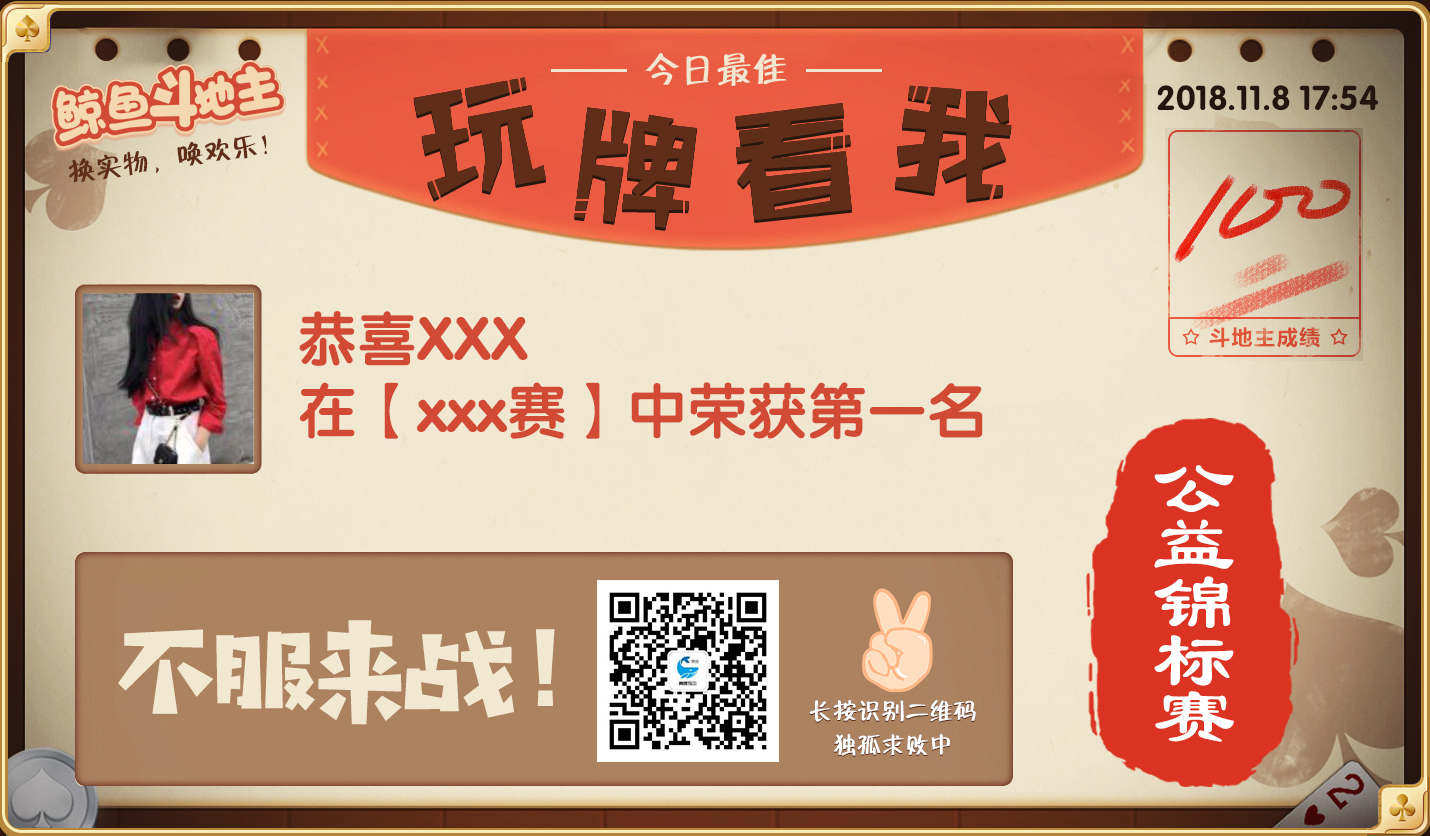 鲸鱼斗地主
换实物，唤欢乐！
今日最佳
玩牌看我
2018.11.8 17:54
100
☆ 斗地主成绩 ☆
恭喜XXX
在【xxx赛】中荣获第一名
公益锦标赛
不服来战！
长按识别二维码
独孤求败中
2